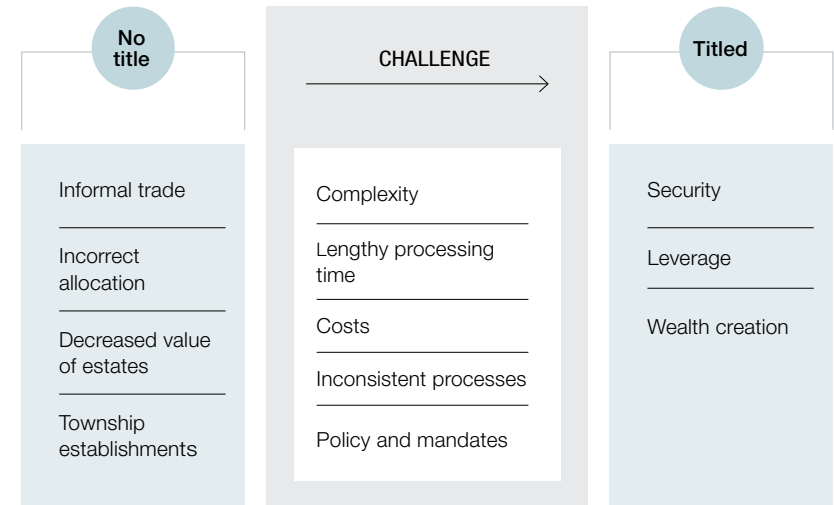 No
title
Informal trade
Incorrect
allocation
Decreased value
of estates
Township
establishments
CHALLENGE
Complexity
Lengthy processing
time
Costs
Inconsistent processes
Policy and mandates
Titled
Security
Leverage
Wealth creation